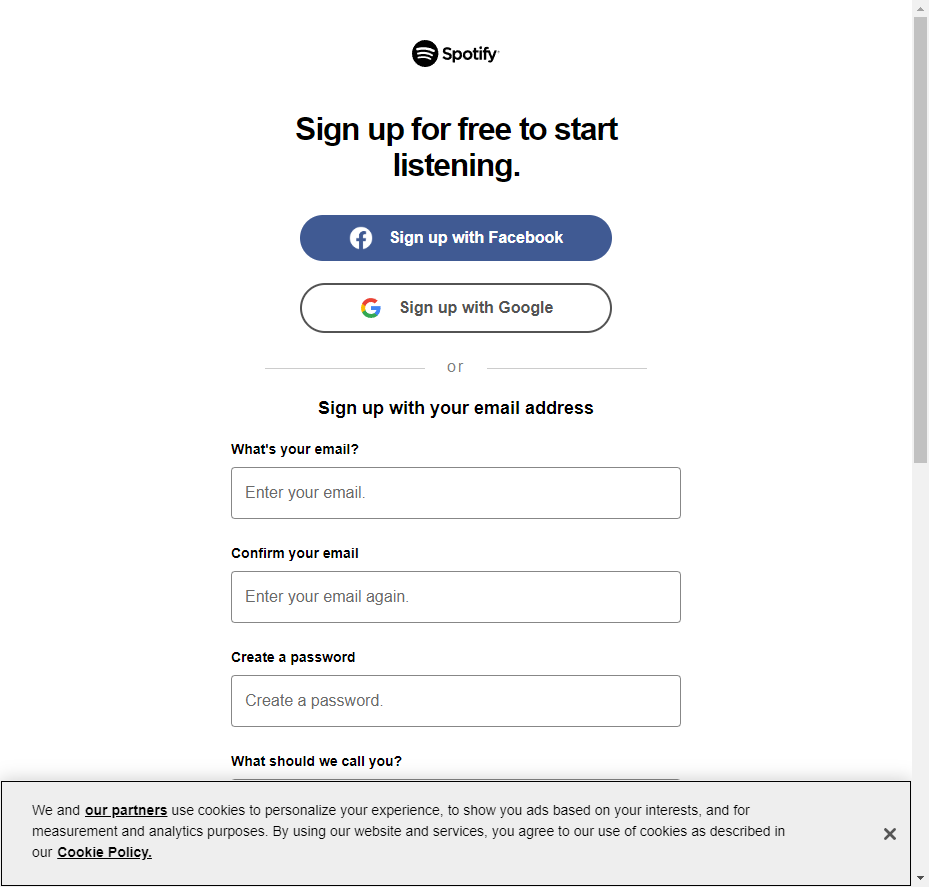 Spotify
Sign up for free to start
listening.
Sign up with Facebook
Sign up with Google
or
Sign up with your email address
What's your email?
Enter your email.
Confirm your email
Enter your email again.
Create a password
Create a password.
What should we call you?
We and our partners use cookies to personalize your experience, to show you ads based on your interests, and for
measurement and analytics purposes. By using our website and services, you agree to our use of cookies as described in
our Cookie Policy.